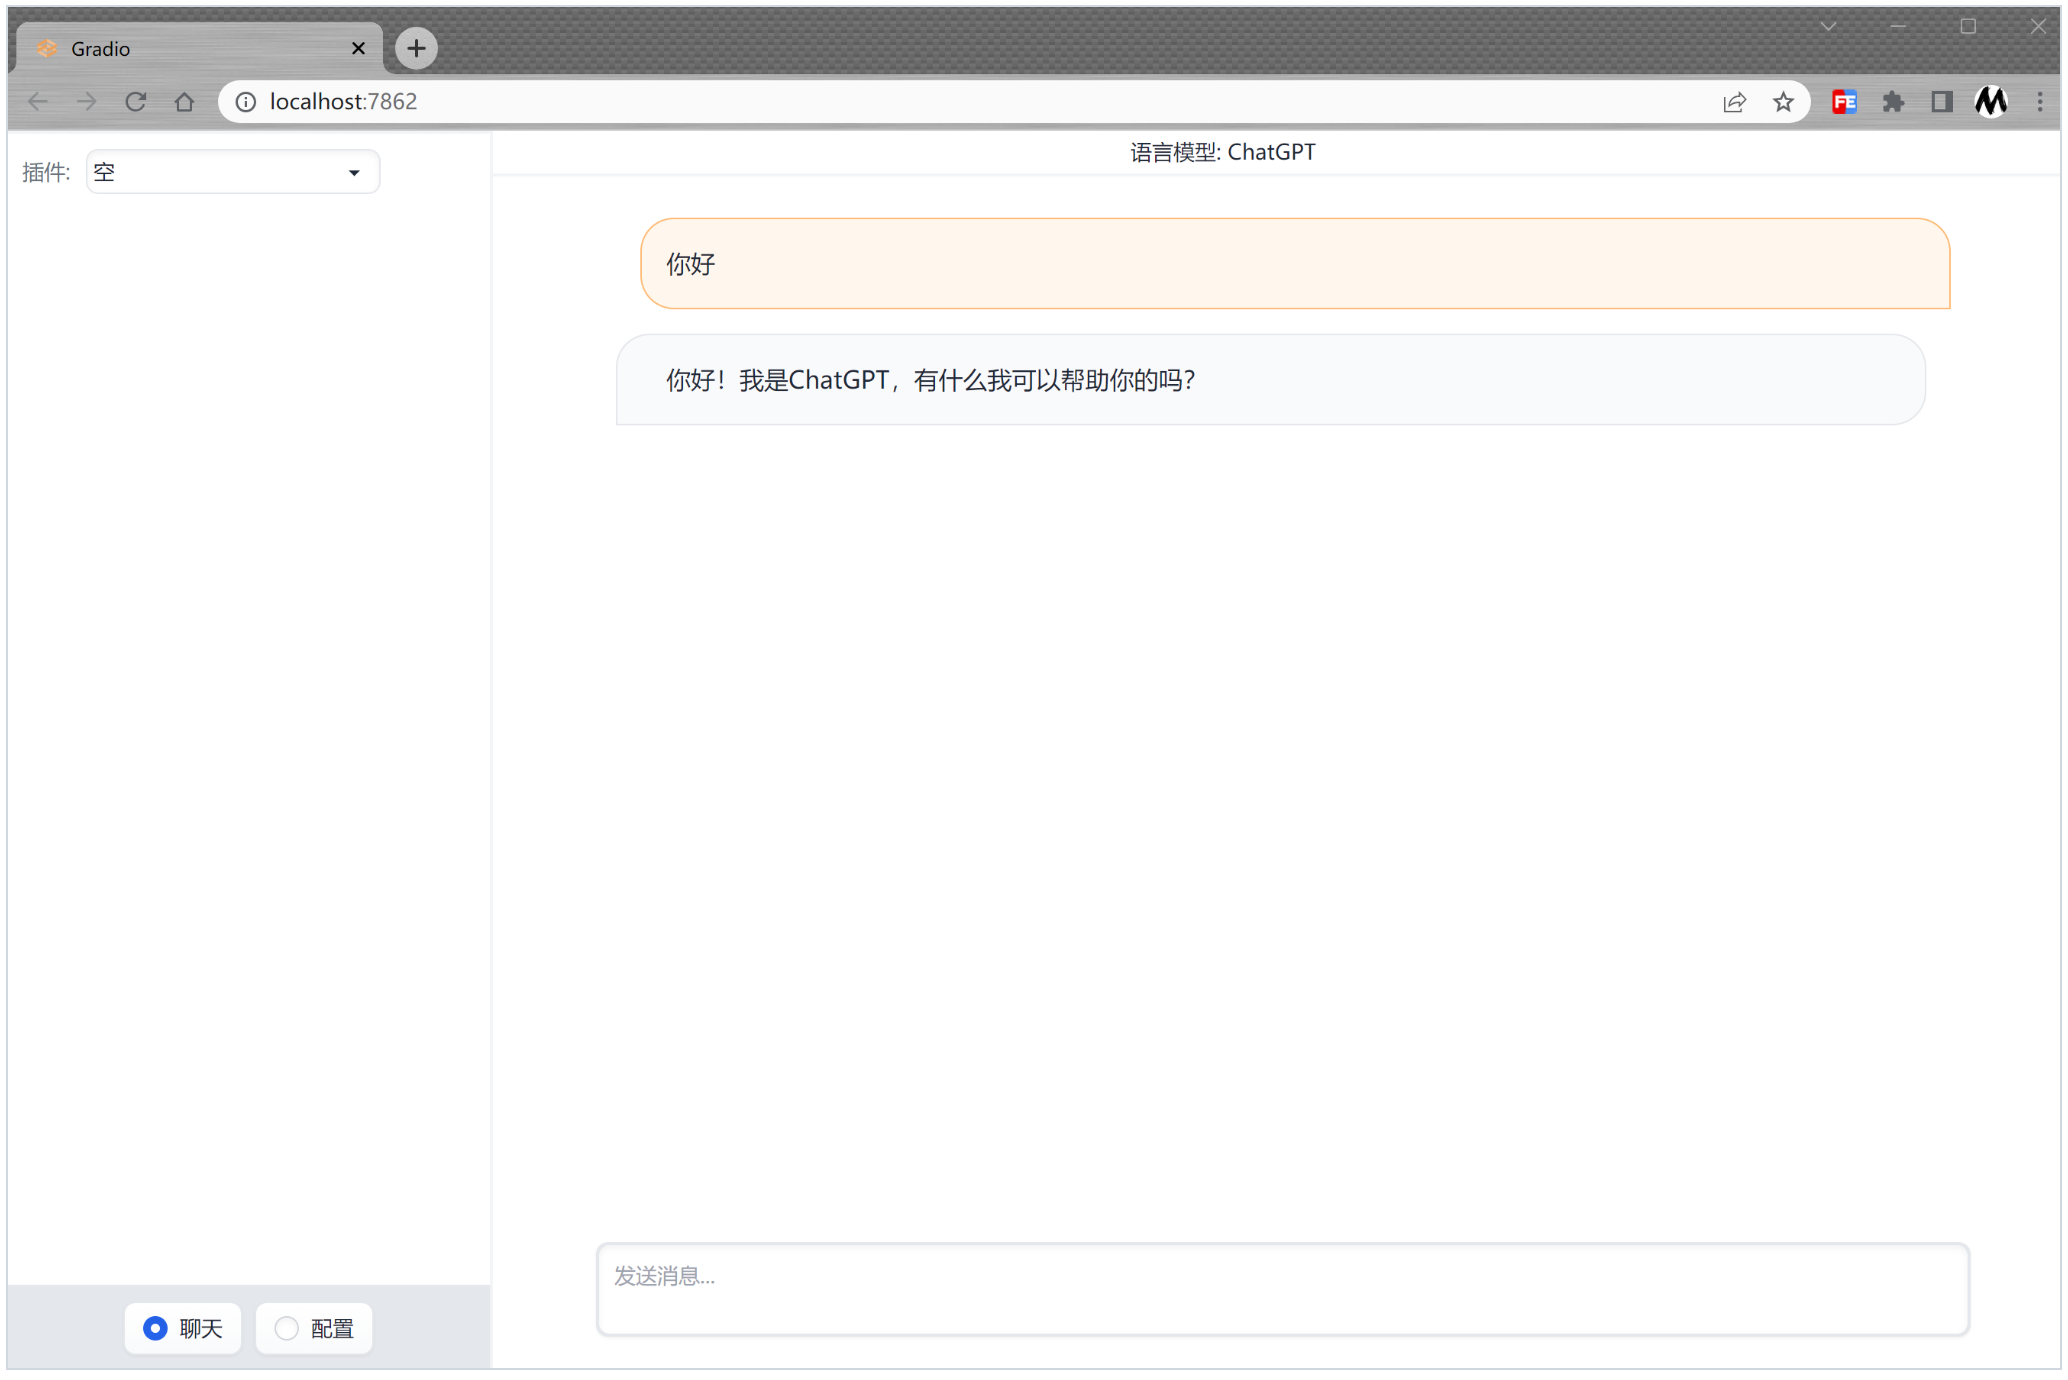 Gradio
localhost:7862
FE
插件:
空
语言模型: ChatGPT
你好
你好！我是ChatGPT，有什么我可以帮助你的吗？
发送消息...
聊天
配置